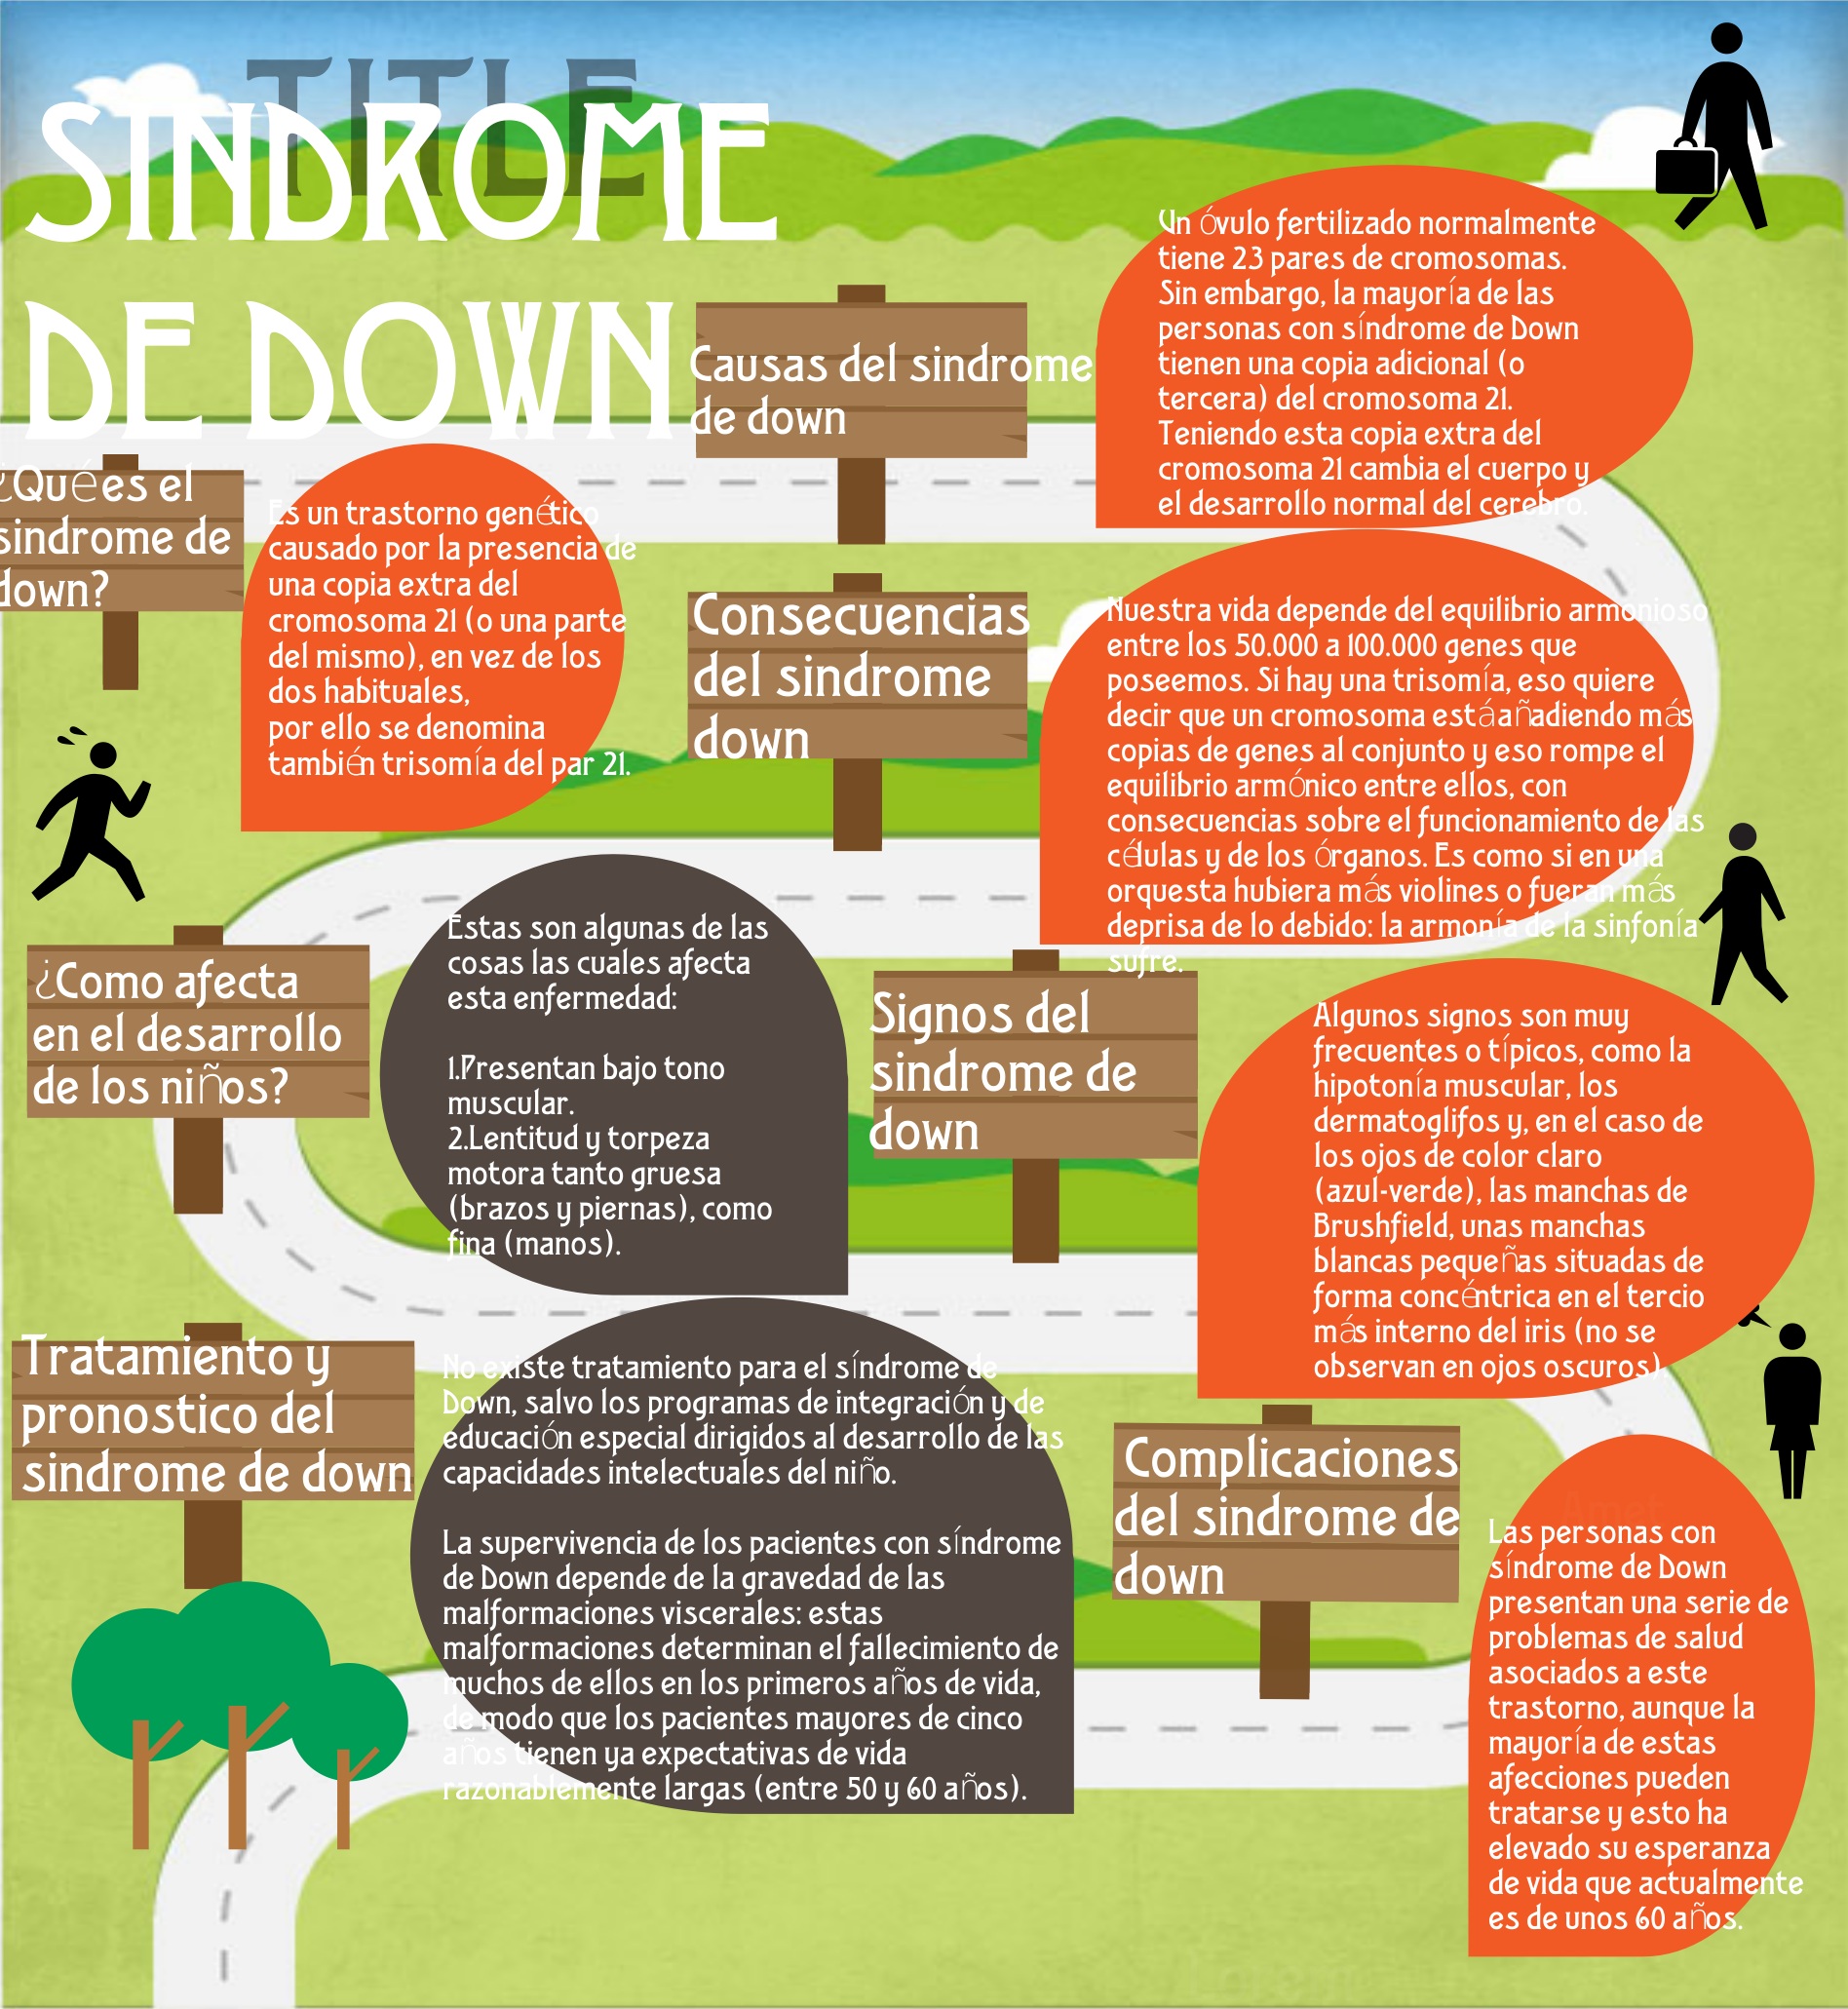 TITLE
SINDROME
DE DOWN
¿Qué es el
sindrome de
down?
Es un trastorno genético
causado por la presencia de
una copia extra del
cromosoma 21 (o una parte
del mismo), en vez de los
dos habituales,
por ello se denomina
también trisomía del par 21.
Causas del sindrome
de down
Un óvulo fertilizado normalmente
tiene 23 pares de cromosomas.
Sin embargo, la mayoría de las
personas con síndrome de Down
tienen una copia adicional (o
tercera) del cromosoma 21.
Teniendo esta copia extra del
cromosoma 21 cambia el cuerpo y
el desarrollo normal del cerebro.
Consecuencias
del sindrome
down
Nuestra vida depende del equilibrio armonioso
entre los 50.000 a 100.000 genes que
poseemos. Si hay una trisomía, eso quiere
decir que un cromosoma está añadiendo más
copias de genes al conjunto y eso rompe el
equilibrio armónico entre ellos, con
consecuencias sobre el funcionamiento de las
células y de los órganos. Es como si en una
orquesta hubiera más violines o fueran más
deprisa de lo debido: la armonía de la sinfonía
sufre.
¿Como afecta
en el desarrollo
de los niños?
Estas son algunas de las
cosas las cuales afecta
esta enfermedad:
1.Presentan bajo tono
muscular.
2.Lentitud y torpeza
motora tanto gruesa
(brazos y piernas), como
fina (manos).
Signos del
sindrome de
down
Algunos signos son muy
frecuentes o típicos, como la
hipotonía muscular, los
dermatoglifos y, en el caso de
los ojos de color claro
(azul-verde), las manchas de
Brushfield, unas manchas
blancas pequeñas situadas de
forma concéntrica en el tercio
más interno del iris (no se
observan en ojos oscuros).
Tratamiento y
pronostico del
sindrome de down
No existe tratamiento para el síndrome de
Down, salvo los programas de integración y de
educación especial dirigidos al desarrollo de las
capacidades intelectuales del niño.
La supervivencia de los pacientes con síndrome
de Down depende de la gravedad de las
malformaciones viscerales: estas
malformaciones determinan el fallecimiento de
muchos de ellos en los primeros años de vida,
de modo que los pacientes mayores de cinco
años tienen ya expectativas de vida
razonablemente largas (entre 50 y 60 años).
Complicaciones
del sindrome de
down
Las personas con
síndrome de Down
presentan una serie de
problemas de salud
asociados a este
trastorno, aunque la
mayoría de estas
afecciones pueden
tratarse y esto ha
elevado su esperanza
de vida que actualmente
es de unos 60 años.